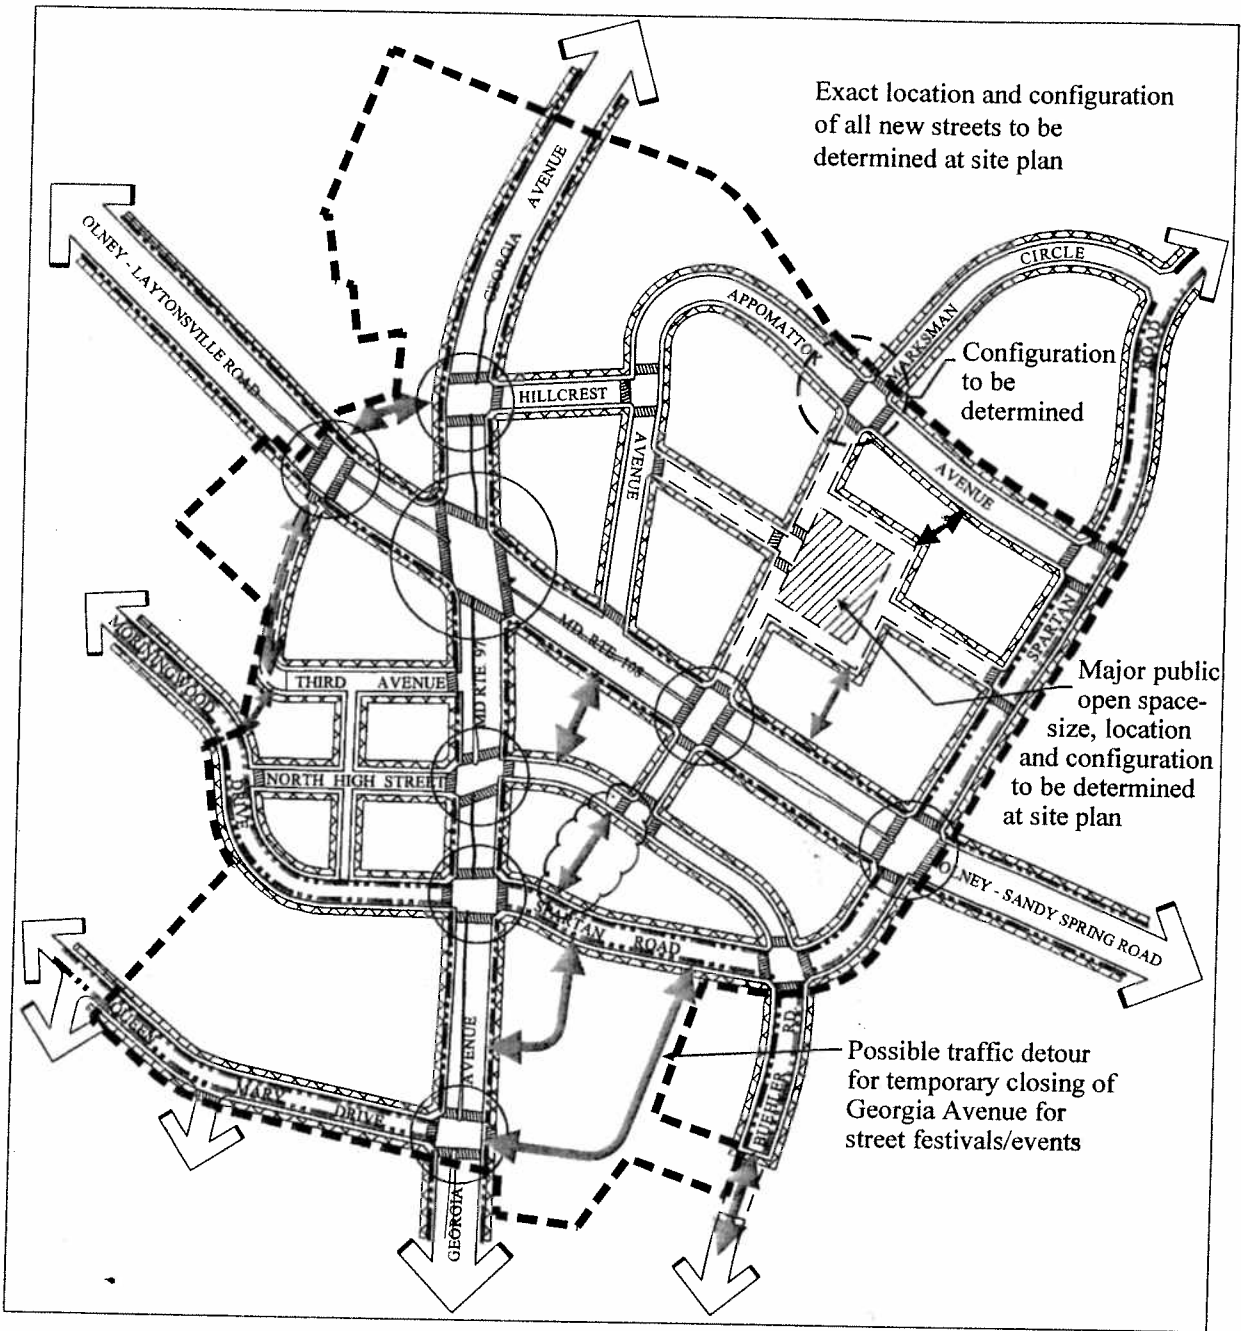 Exact location and configuration
of all new streets to be
determined at site plan
GEORGIA AVENUE
OLNEY - LAYTONSVILLE ROAD
CIRCLE
MARKSMAN
APPOMATTOX
ROAD
Configuration
to be
determined
HILLCREST
AVENUE
AVENUE
MD RTE 108
SPARTAN
MORNINGWOOD
DRIVE
THIRD AVENUE
MD RTE 97
NORTH HIGH STREET
Major public
open space-
size, location
and configuration
to be determined
at site plan
OLNEY - SANDY SPRING ROAD
SPARTAN ROAD
QUEEN MARY DRIVE
AVENUE
GEORGIA
BUEHLER RD
Possible traffic detour
for temporary closing of
Georgia Avenue for
street festivals/events